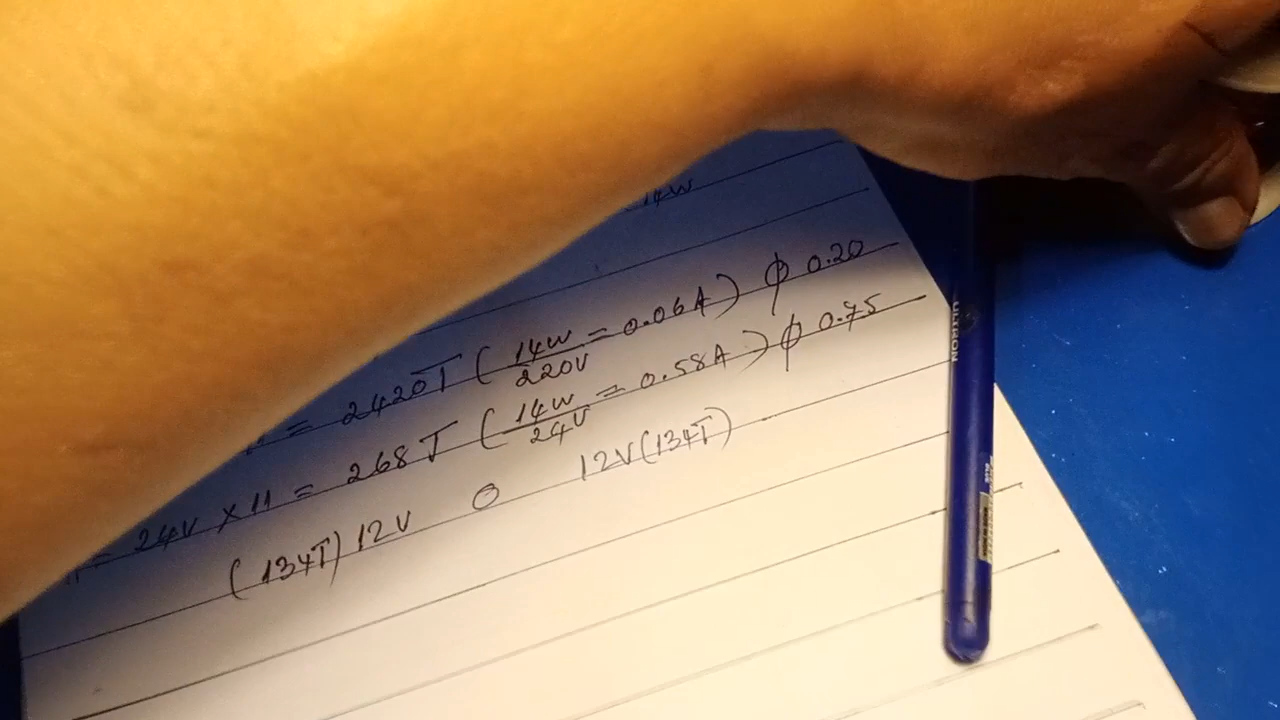 14W
= 2420T ( 14W/220V = 0.06A ) ϕ 0.20
= 24V × 11 = 268T ( 14W/24V = 0.58A ) ϕ 0.75
(134T) 12V 0 12V (134T)
ULTRON
BLUE